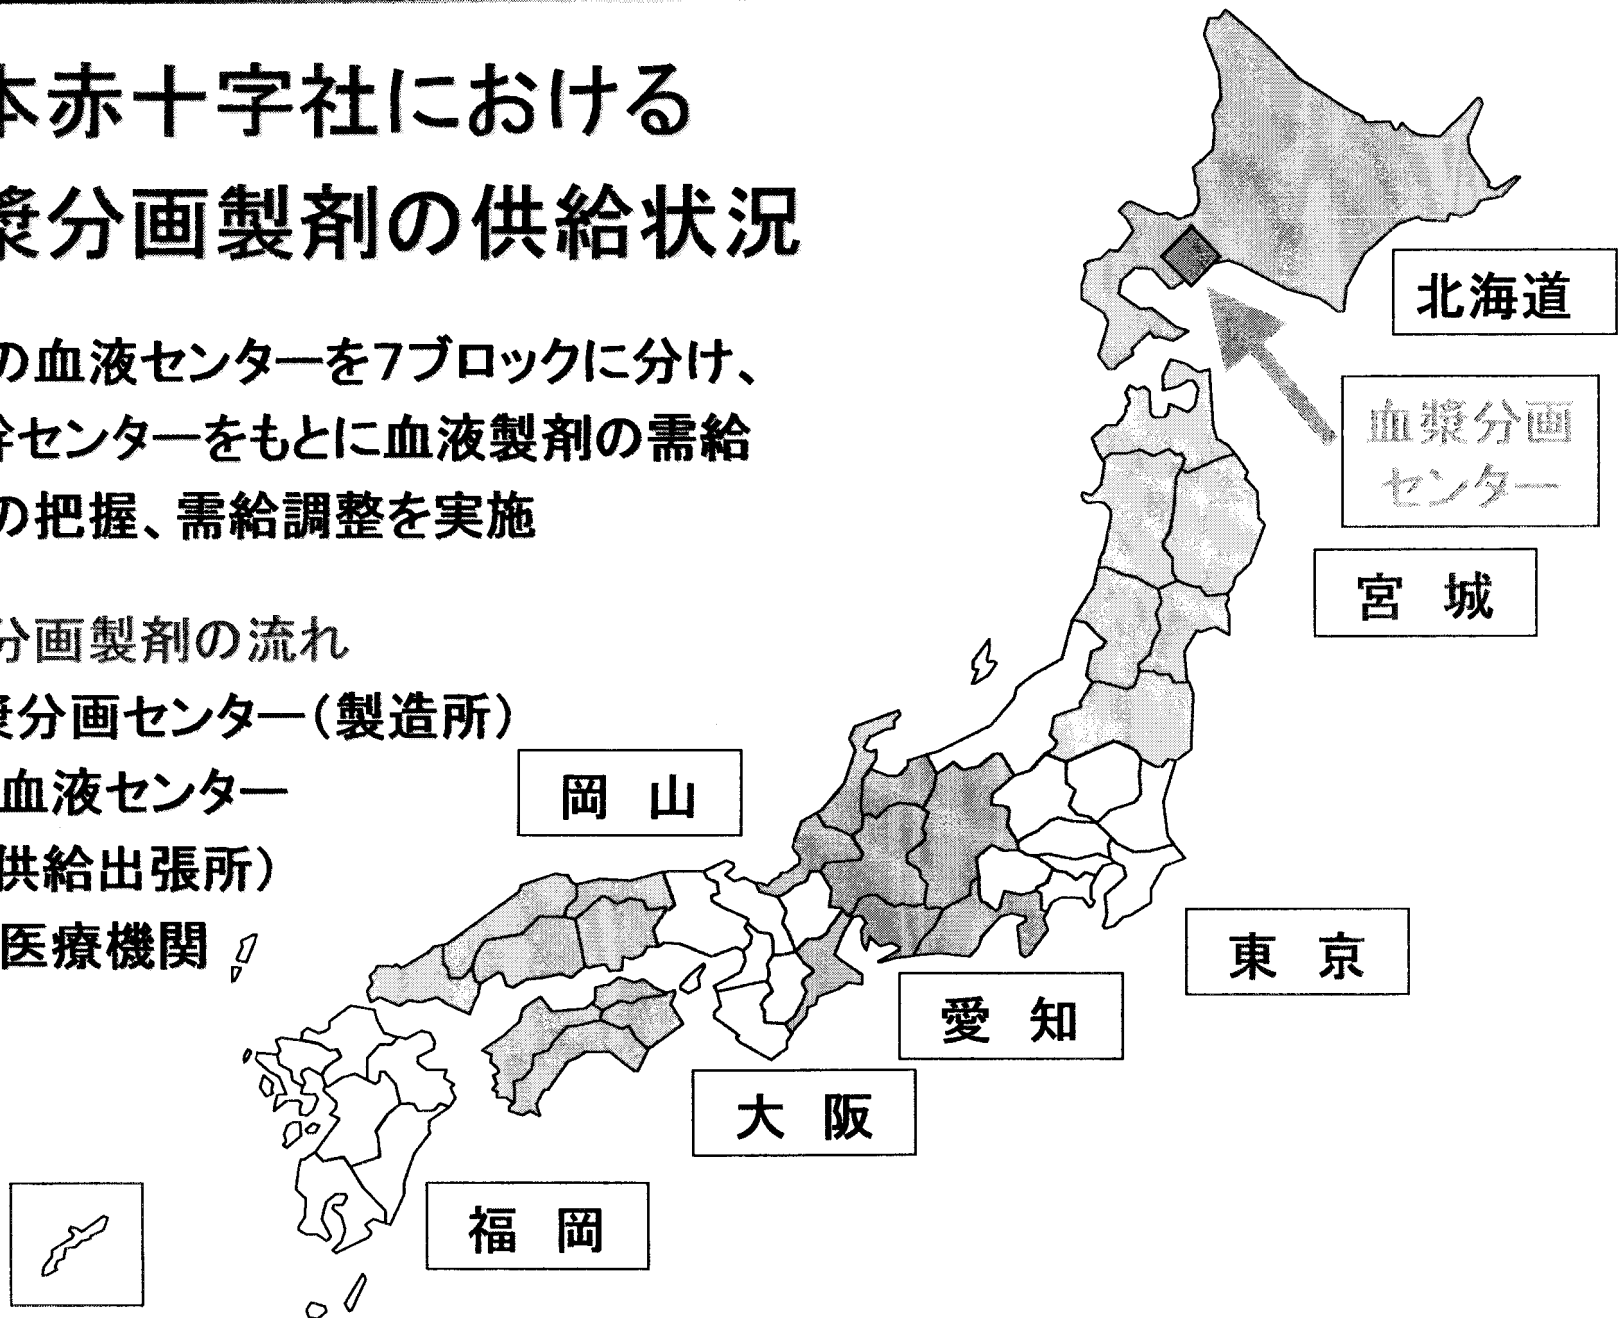 本赤十字社における
漿分画製剤の供給状況
の血液センターを7ブロックに分け、
幹センターをもとに血液製剤の需給
の把握、需給調整を実施
分画製剤の流れ
漿分画センター(製造所)
血液センター
供給出張所)
医療機関
北海道
血漿分画
センター
宮 城
岡 山
東 京
愛 知
大 阪
福 岡